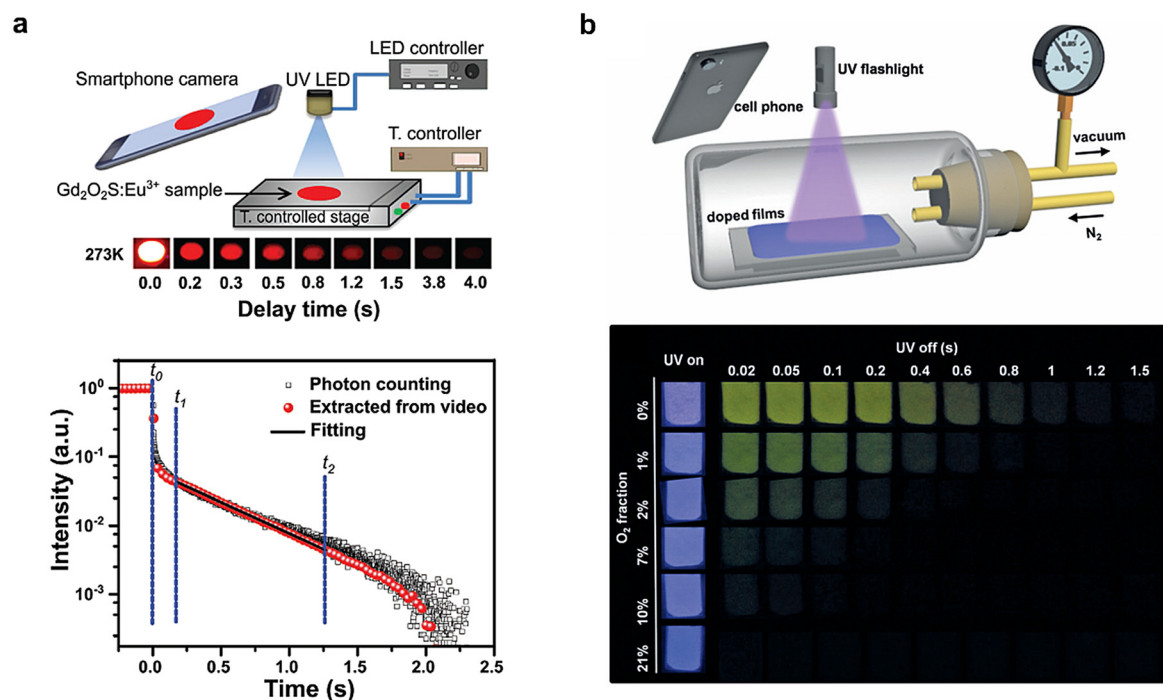 a
LED controller
UV LED
Smartphone camera
T. controller
Gd₂O₂S:Eu³⁺ sample
T. controlled stage
273K
0.0 0.2 0.3 0.5 0.8 1.2 1.5 3.8 4.0
Delay time (s)
t₀
t₁
t₂
Photon counting
Extracted from video
Fitting
Intensity (a.u.)
10⁰
10⁻¹
10⁻²
10⁻³
0.0 0.5 1.0 1.5 2.0 2.5
Time (s)
b
UV flashlight
cell phone
0.05
-0.1 0
vacuum
doped films
N₂
UV off (s)
UV on
0.02 0.05 0.1 0.2 0.4 0.6 0.8 1 1.2 1.5
O₂ fraction
0%
1%
2%
7%
10%
21%